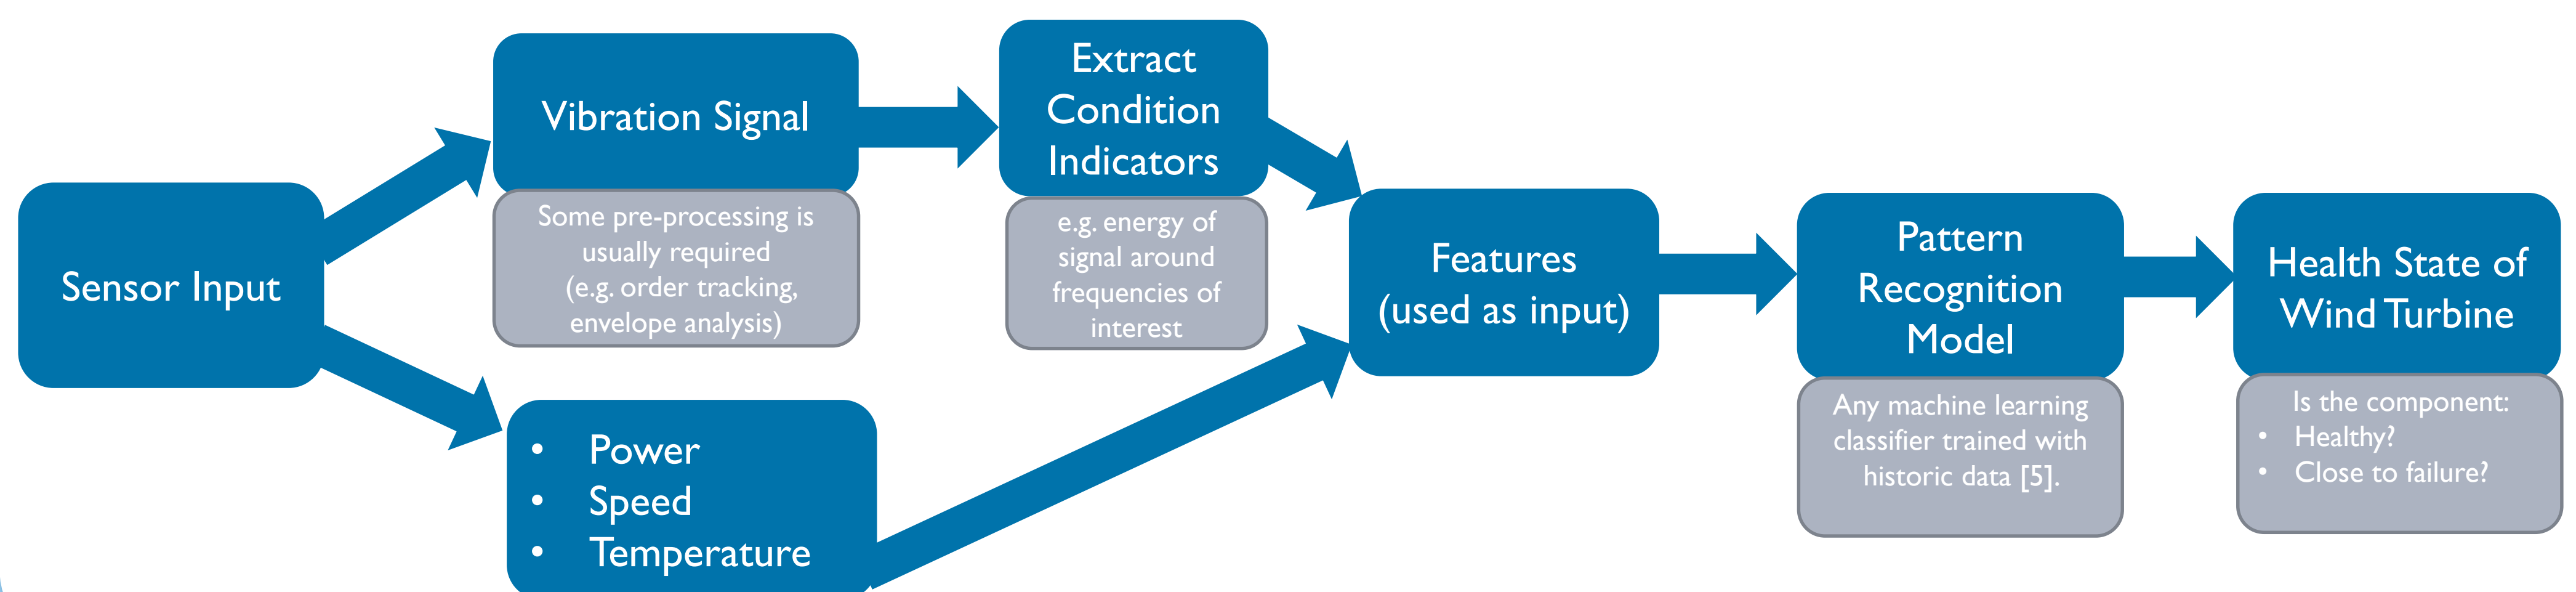 Sensor Input
Vibration Signal
Some pre-processing is
usually required
(e.g. order tracking,
envelope analysis)
• Power
• Speed
• Temperature
Extract
Condition
Indicators
e.g. energy of
signal around
frequencies of
interest
Features
(used as input)
Pattern
Recognition
Model
Any machine learning
classifier trained with
historic data [5].
Health State of
Wind Turbine
Is the component:
• Healthy?
• Close to failure?